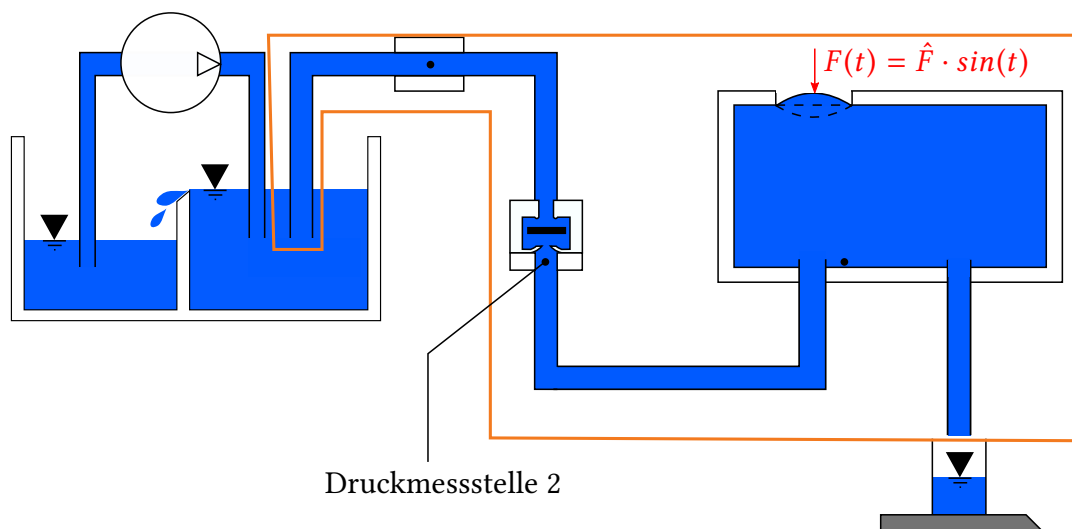 F(t) = F̂ · sin(t)
Druckmessstelle 2